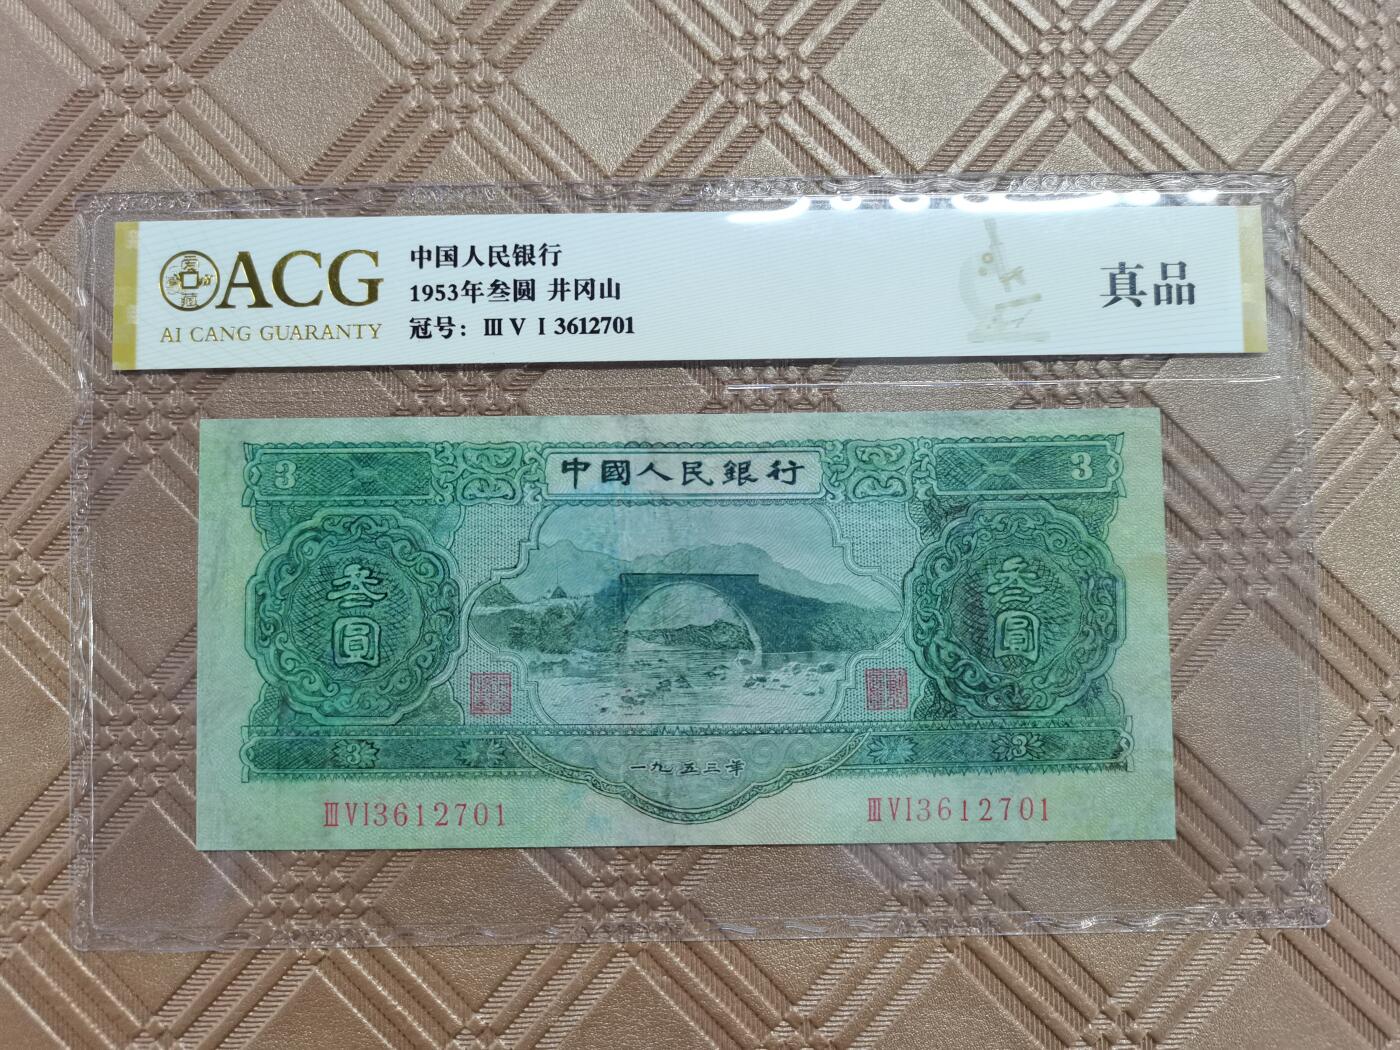 ACG
AI CANG GUARANTY
中国人民银行
1953年叁圆 井冈山
冠号: Ⅲ Ⅴ Ⅰ 3612701
真品
3
中國人民銀行
3
叁圓
叁圓
3
一九五三年
3
ⅢⅤⅠ3612701
ⅢⅤⅠ3612701